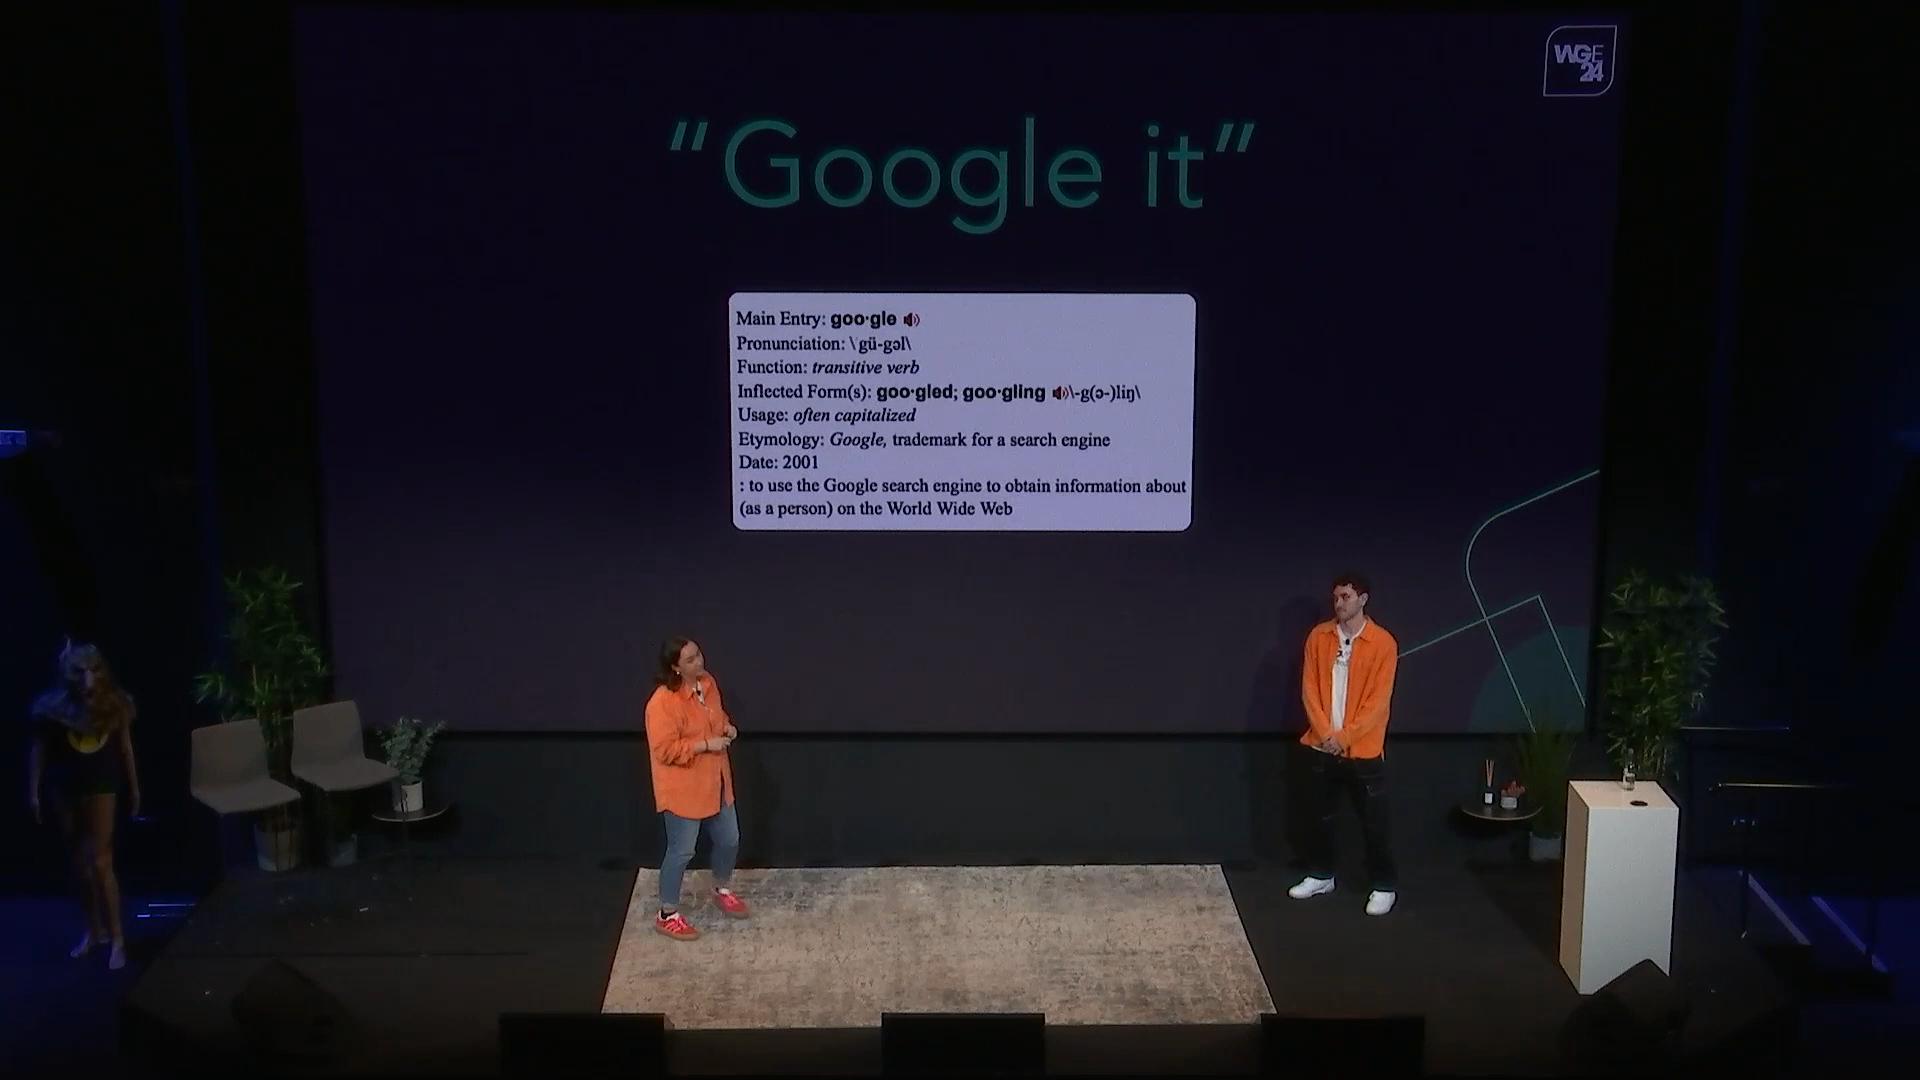 WGE
24
“Google it”
Main Entry: goo·gle
Pronunciation: \ˈgü-gəl\
Function: transitive verb
Inflected Form(s): goo·gled; goo·gling \-g(ə-)liŋ\
Usage: often capitalized
Etymology: Google, trademark for a search engine
Date: 2001
: to use the Google search engine to obtain information about
(as a person) on the World Wide Web